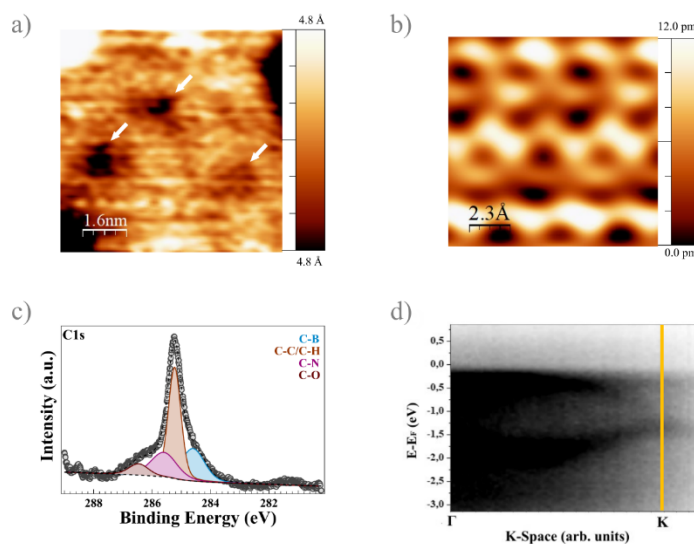 a)
4.8 Å
1.6nm
4.8 Å
b)
12.0 pm
2.3Å
0.0 pm
c)
C1s
C-B
C-C/C-H
C-N
C-O
Intensity (a.u.)
288
286
284
282
Binding Energy (eV)
d)
0,5
0,0
-0,5
-1.0
-1.5
-2.0
-2.5
-3,0
E-EF (eV)
Γ
K
K-Space (arb. units)